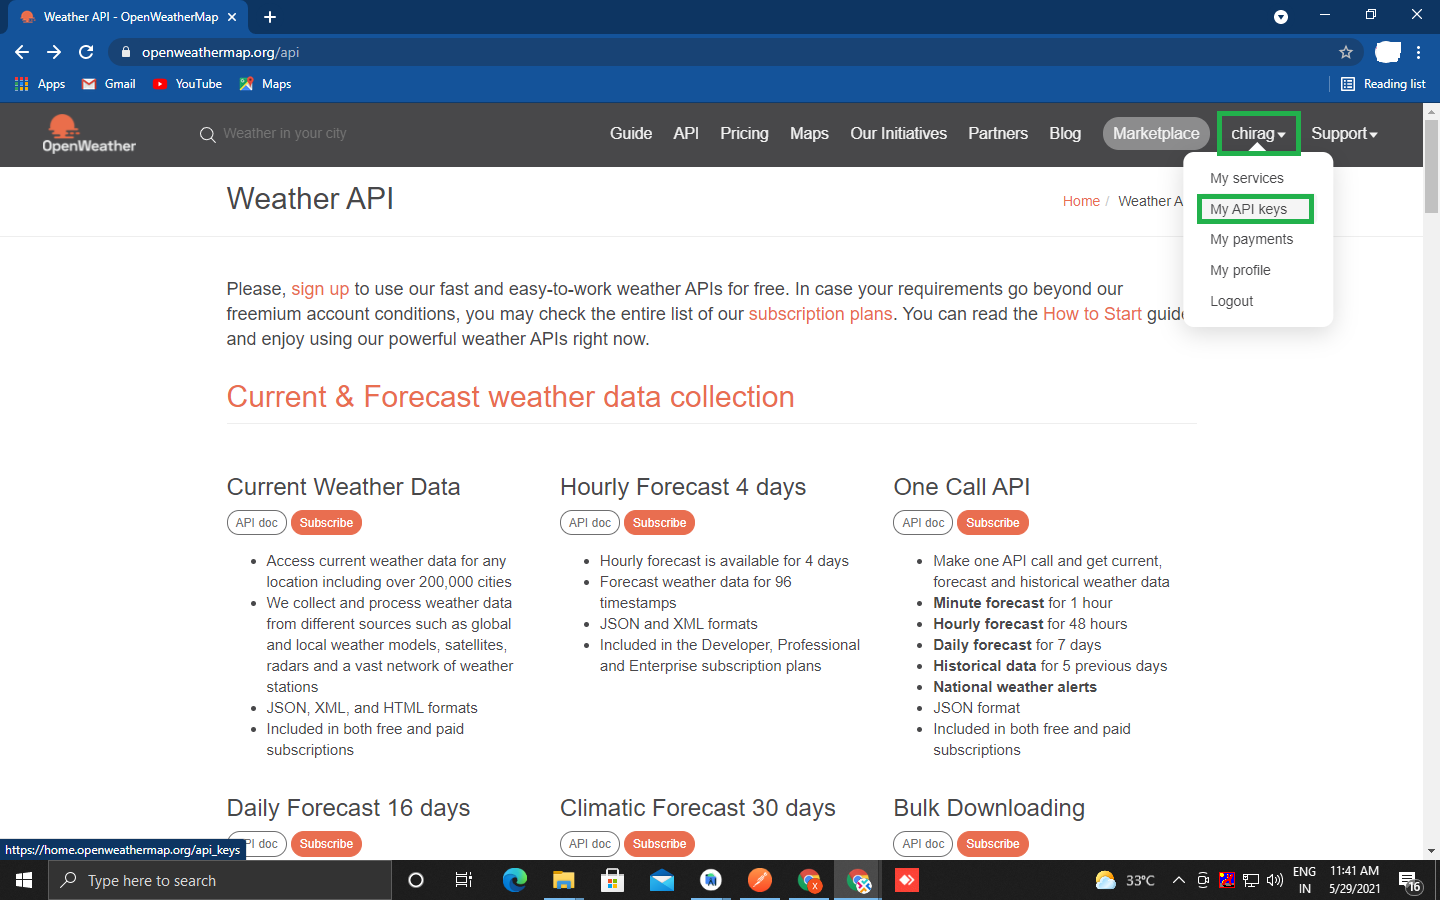 Weather API - OpenWeatherMap
openweathermap.org/api
Apps Gmail YouTube Maps Reading list
OpenWeather Weather in your city Guide API Pricing Maps Our Initiatives Partners Blog Marketplace chirag Support
My services
My API keys
My payments
My profile
Logout
Weather API
Home / Weather A
Please, sign up to use our fast and easy-to-work weather APIs for free. In case your requirements go beyond our
freemium account conditions, you may check the entire list of our subscription plans. You can read the How to Start guide
and enjoy using our powerful weather APIs right now.
Current & Forecast weather data collection
Current Weather Data
API doc Subscribe
• Access current weather data for any
location including over 200,000 cities
• We collect and process weather data
from different sources such as global
and local weather models, satellites,
radars and a vast network of weather
stations
• JSON, XML, and HTML formats
• Included in both free and paid
subscriptions
Hourly Forecast 4 days
API doc Subscribe
• Hourly forecast is available for 4 days
• Forecast weather data for 96
timestamps
• JSON and XML formats
• Included in the Developer, Professional
and Enterprise subscription plans
One Call API
API doc Subscribe
• Make one API call and get current,
forecast and historical weather data
• Minute forecast for 1 hour
• Hourly forecast for 48 hours
• Daily forecast for 7 days
• Historical data for 5 previous days
• National weather alerts
• JSON format
• Included in both free and paid
subscriptions
Daily Forecast 16 days
PI doc Subscribe
Climatic Forecast 30 days
API doc Subscribe
Bulk Downloading
API doc Subscribe
https://home.openweathermap.org/api_keys
Type here to search
33°C
ENG
IN
11:41 AM
5/29/2021
16